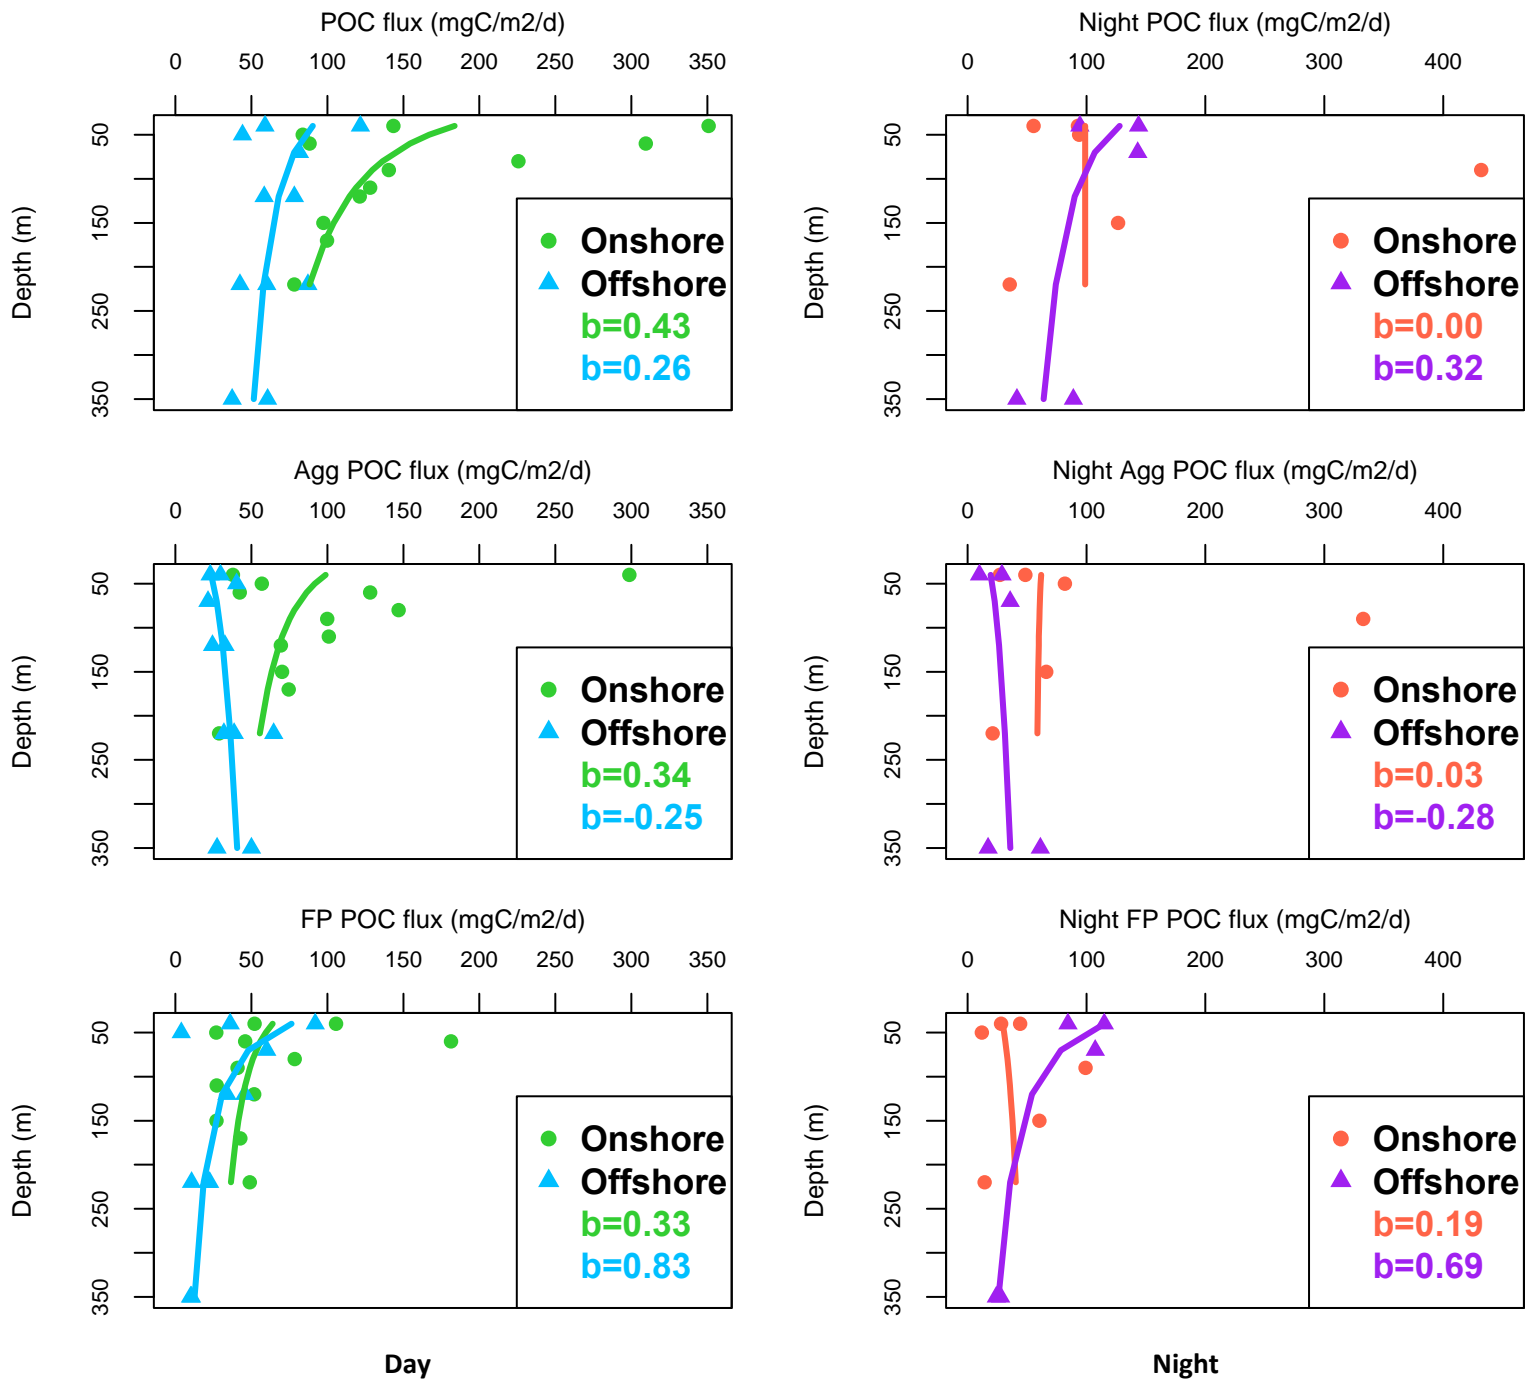 POC flux (mgC/m2/d)
0 50 100 150 200 250 300 350
Depth (m)
50
150
250
350
Onshore
Offshore
b=0.43
b=0.26
Night POC flux (mgC/m2/d)
0 100 200 300 400
Depth (m)
50
150
250
350
Onshore
Offshore
b=0.00
b=0.32
Agg POC flux (mgC/m2/d)
0 50 100 150 200 250 300 350
Depth (m)
50
150
250
350
Onshore
Offshore
b=0.34
b=-0.25
Night Agg POC flux (mgC/m2/d)
0 100 200 300 400
Depth (m)
50
150
250
350
Onshore
Offshore
b=0.03
b=-0.28
FP POC flux (mgC/m2/d)
0 50 100 150 200 250 300 350
Depth (m)
50
150
250
350
Onshore
Offshore
b=0.33
b=0.83
Night FP POC flux (mgC/m2/d)
0 100 200 300 400
Depth (m)
50
150
250
350
Onshore
Offshore
b=0.19
b=0.69
Day
Night